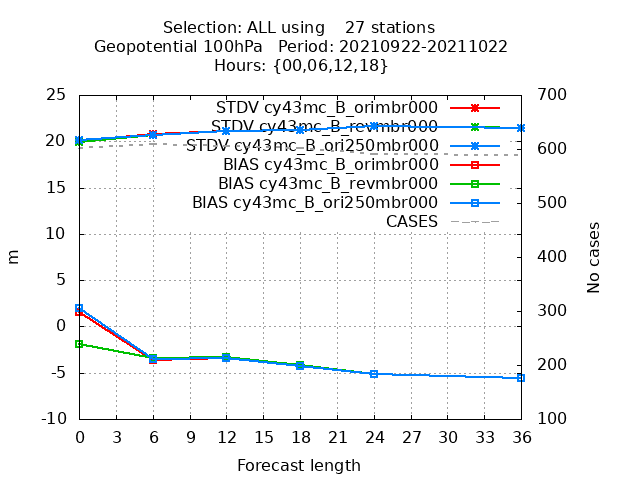 Selection: ALL using    27 stations
Geopotential 100hPa   Period: 20210922-20211022
Hours: {00,06,12,18}
25
20
15
10
5
0
-5
-10
m
STDV cy43mc_B_orimbr000
STDV cy43mc_B_revmbr000
STDV cy43mc_B_ori250mbr000
BIAS cy43mc_B_orimbr000
BIAS cy43mc_B_revmbr000
BIAS cy43mc_B_ori250mbr000
CASES
700
600
500
400
300
200
100
No cases
0 3 6 9 12 15 18 21 24 27 30 33 36
Forecast length